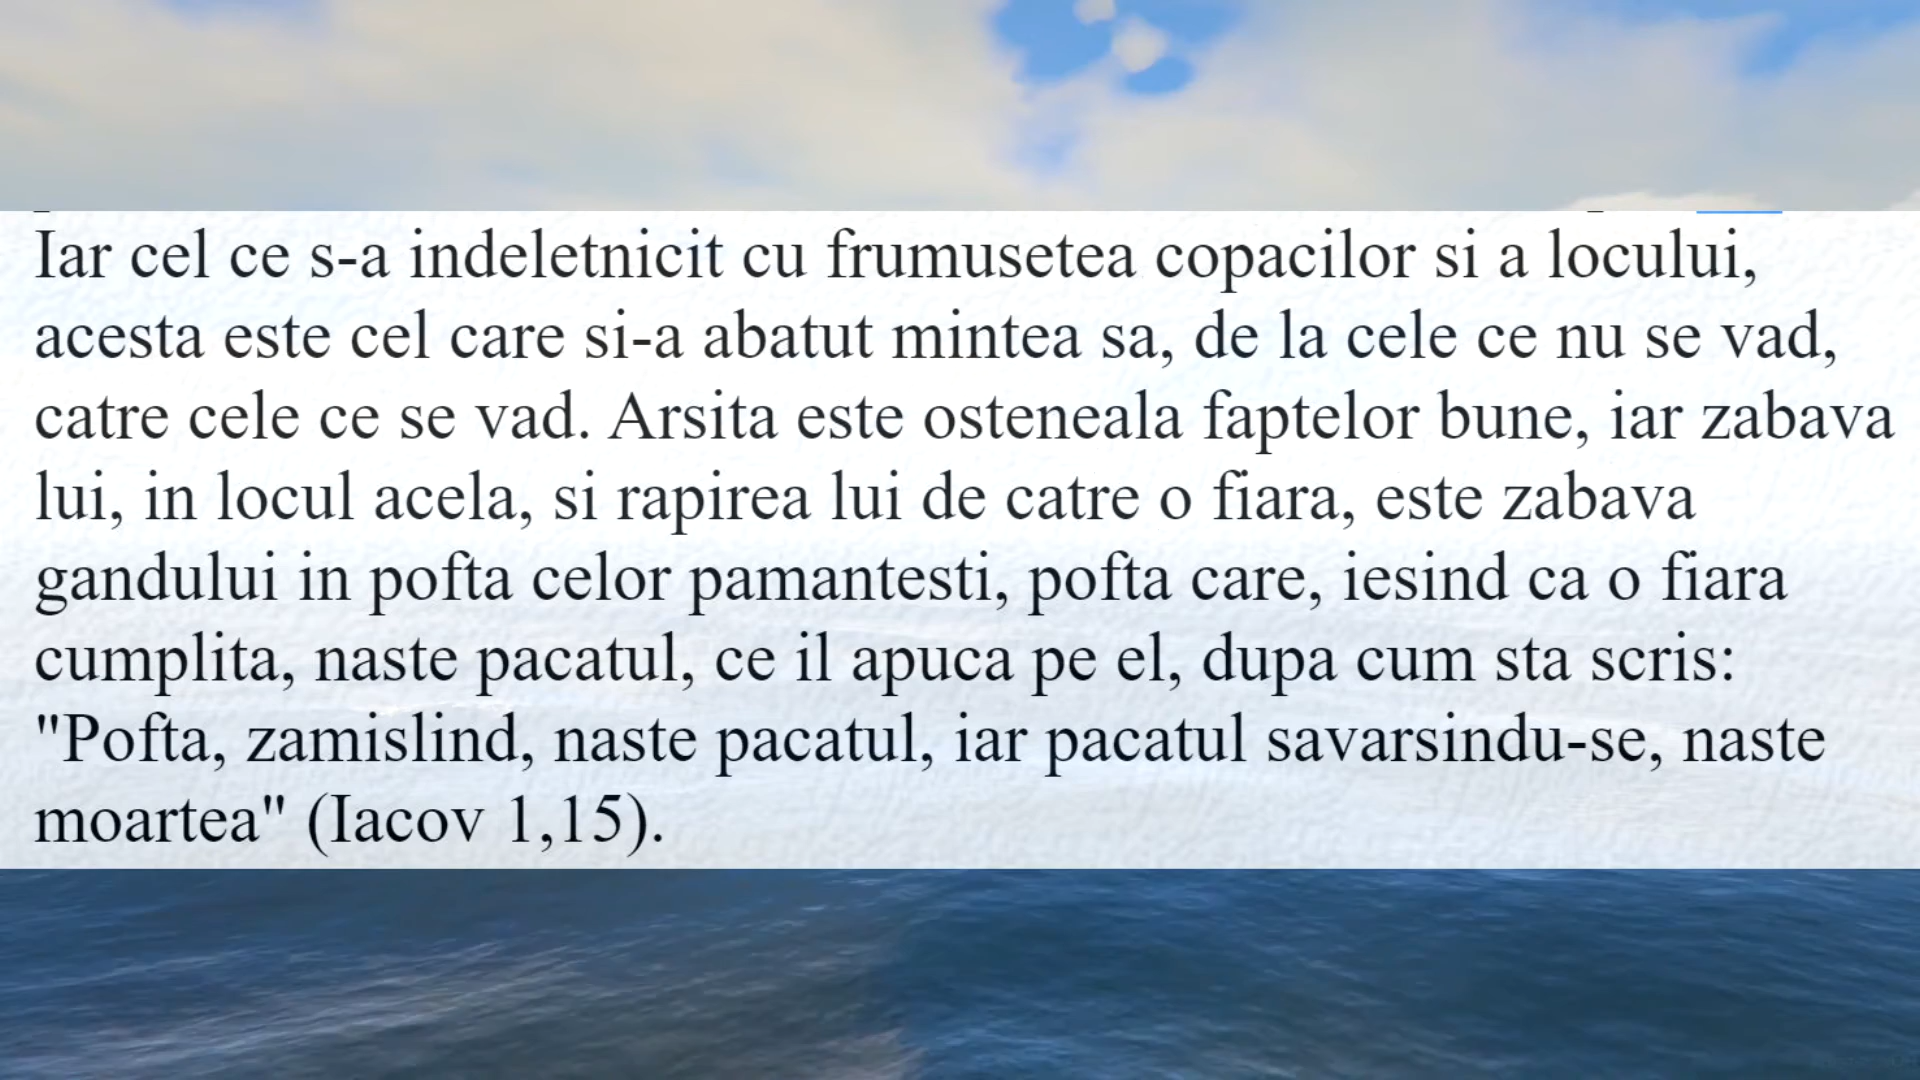 Iar cel ce s-a indeletnicit cu frumusetea copacilor si a locului,
acesta este cel care si-a abatut mintea sa, de la cele ce nu se vad,
catre cele ce se vad. Arsita este osteneala faptelor bune, iar zabava
lui, in locul acela, si rapirea lui de catre o fiara, este zabava
gandului in pofta celor pamantesti, pofta care, iesind ca o fiara
cumplita, naste pacatul, ce il apuca pe el, dupa cum sta scris:
"Pofta, zamislind, naste pacatul, iar pacatul savarsindu-se, naste
moartea" (Iacov 1,15).